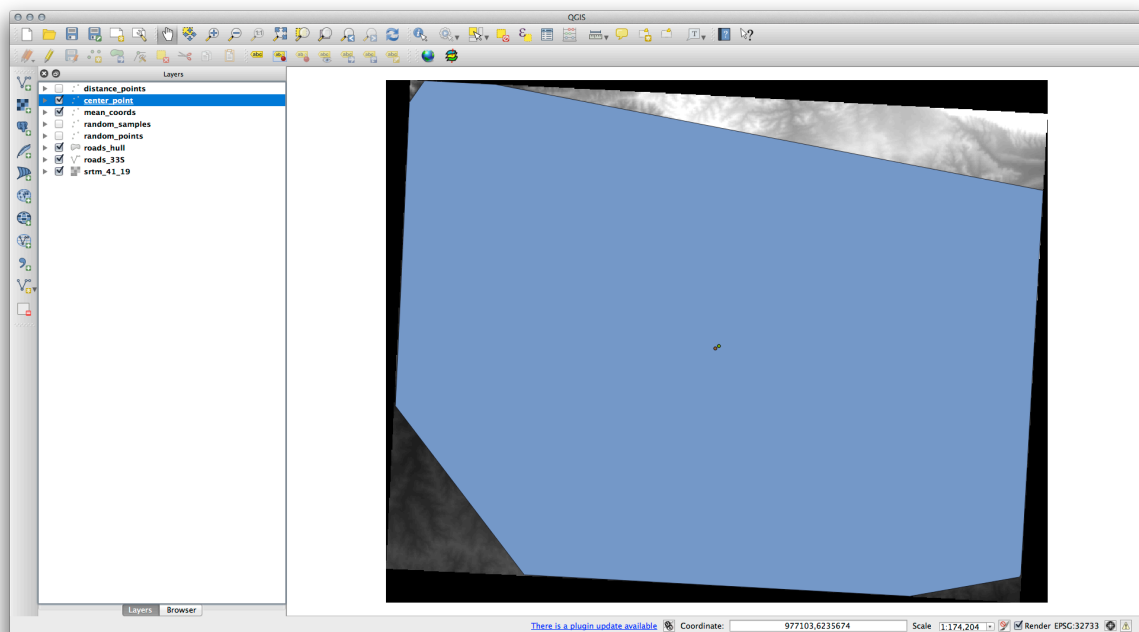 QGIS
Layers
distance_points
center_point
mean_coords
random_samples
random_points
roads_hull
roads_33S
srtm_41_19
Layers Browser
There is a plugin update available Coordinate: 977103,6235674 Scale 1:174,204 Render EPSG:32733